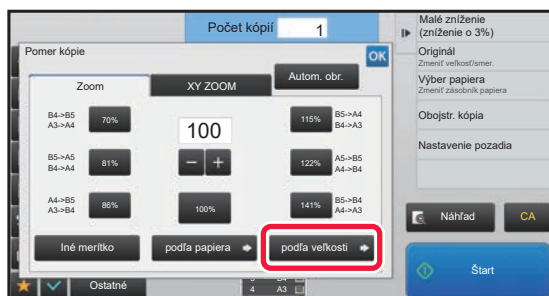 Počet kópií 1
Pomer kópie
OK
Zoom
XY ZOOM
Autom. obr.
B4->B5
A3->A4
70%
100
115%
B5->A4
B4->A3
B5->A5
B4->A4
81%
122%
A5->B5
A4->B4
A4->B5
A3->B4
86%
100%
141%
B5->B4
A4->A3
Iné merítko
podľa papiera
podľa veľkosti
Ostatné
4 A3
Malé zníženie
(zníženie o 3%)
Originál
Zmeniť veľkosť/smer.
Výber papiera
Zmeniť zásobník papiera
Obojstr. kópia
Nastavenie pozadia
Náhľad
CA
Štart